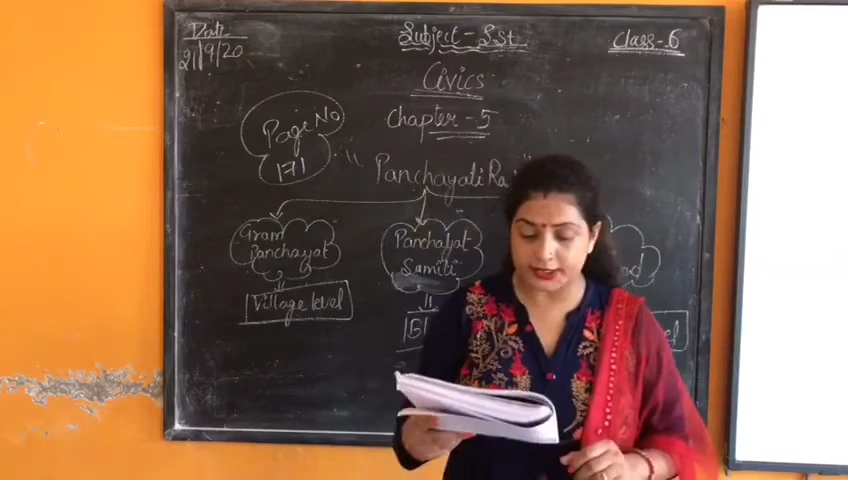 Date
21/9/20
Subject - S.st
Class - 6
Civics
Page No
171
Chapter - 5
Panchayati Ra
Gram
Panchayat
Panchayat
Samiti
Village level